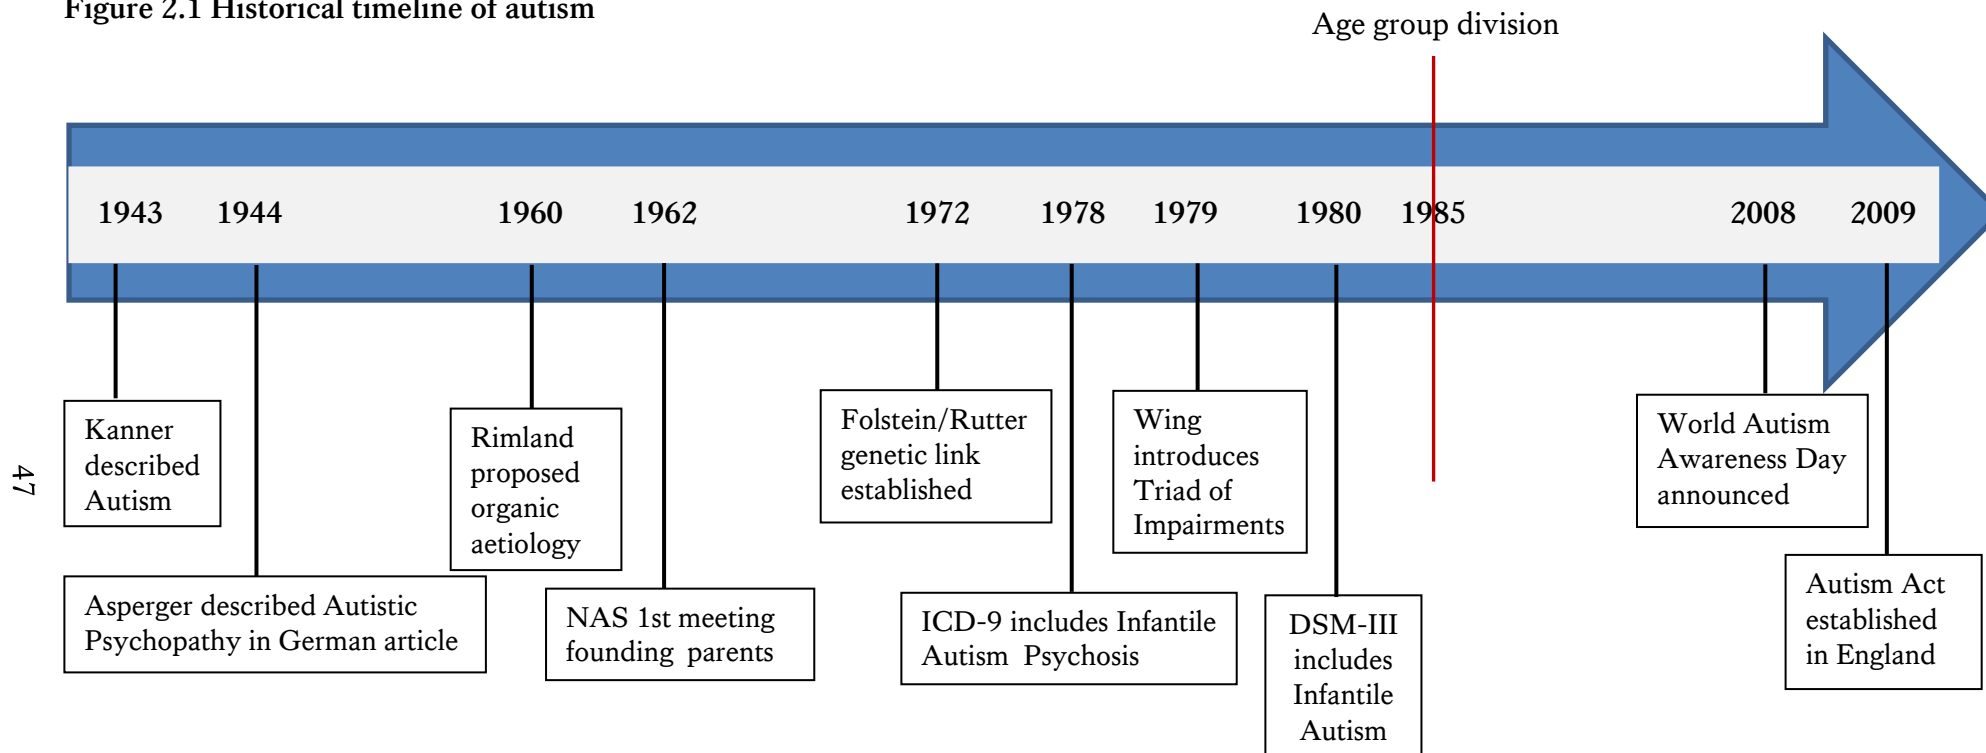 Figure 2.1 Historical timeline of autism
Age group division
1943 1944 1960 1962 1972 1978 1979 1980 1985 2008 2009
Kanner
described
Autism
Asperger described Autistic
Psychopathy in German article
Rimland
proposed
organic
aetiology
NAS 1st meeting
founding parents
Folstein/Rutter
genetic link
established
ICD-9 includes Infantile
Autism Psychosis
Wing
introduces
Triad of
Impairments
DSM-III
includes
Infantile
Autism
World Autism
Awareness Day
announced
Autism Act
established
in England
47